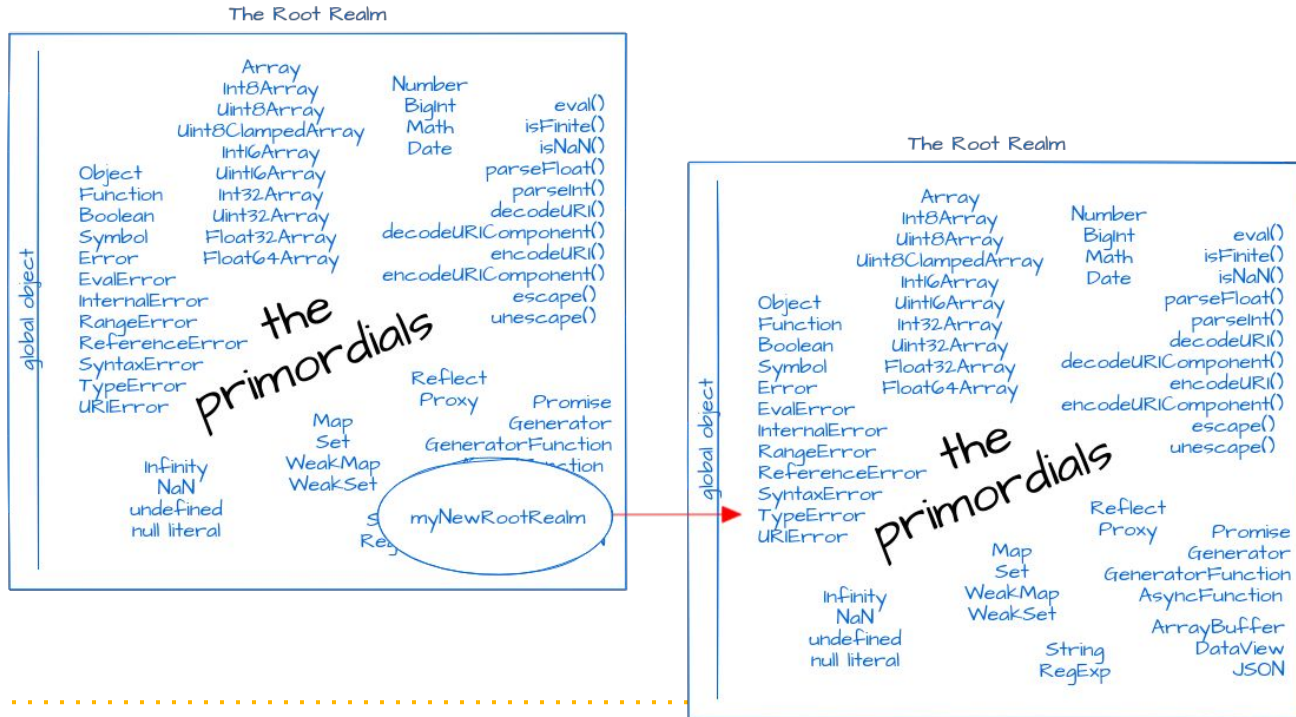 The Root Realm
global object
Array
Int8Array
Uint8Array
Uint8ClampedArray
Int16Array
Uint16Array
Int32Array
Uint32Array
Float32Array
Float64Array
Number
BigInt
Math
Date
eval()
isFinite()
isNaN()
parseFloat()
parseInt()
decodeURI()
decodeURIComponent()
encodeURI()
encodeURIComponent()
escape()
unescape()
Object
Function
Boolean
Symbol
Error
EvalError
InternalError
RangeError
ReferenceError
SyntaxError
TypeError
URIError
the
primordials
Reflect
Proxy
Promise
Generator
GeneratorFunction
Map
Set
WeakMap
WeakSet
Infinity
NaN
undefined
null literal
myNewRootRealm
The Root Realm
global object
Array
Int8Array
Uint8Array
Uint8ClampedArray
Int16Array
Uint16Array
Int32Array
Uint32Array
Float32Array
Float64Array
Number
BigInt
Math
Date
eval()
isFinite()
isNaN()
parseFloat()
parseInt()
decodeURI()
decodeURIComponent()
encodeURI()
encodeURIComponent()
escape()
unescape()
Object
Function
Boolean
Symbol
Error
EvalError
InternalError
RangeError
ReferenceError
SyntaxError
TypeError
URIError
the
primordials
Reflect
Proxy
Promise
Generator
GeneratorFunction
AsyncFunction
Map
Set
WeakMap
WeakSet
Infinity
NaN
undefined
null literal
String
RegExp
ArrayBuffer
DataView
JSON